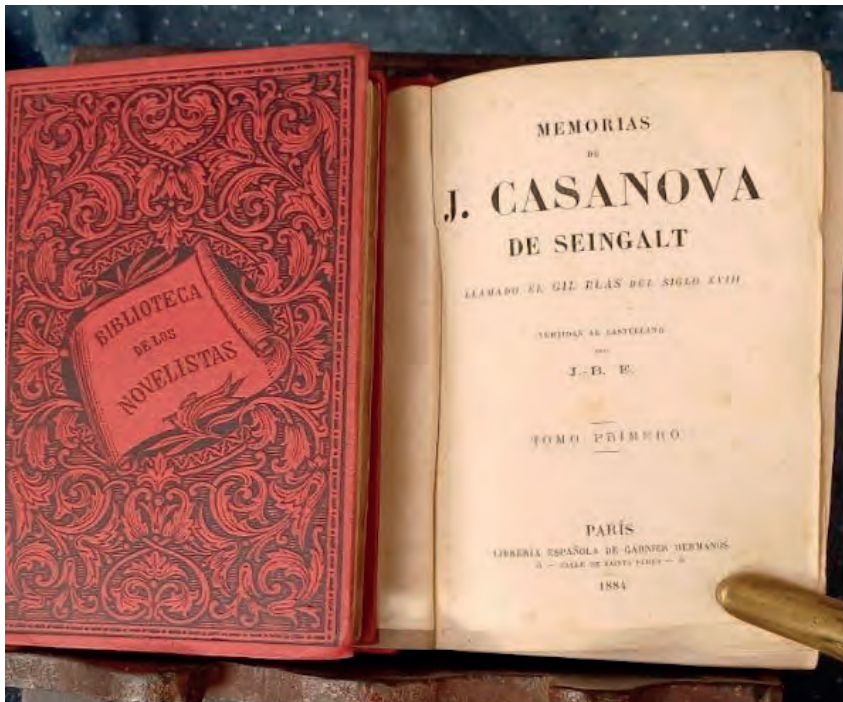 BIBLIOTECA
DE LOS
NOVELISTAS
MEMORIAS
DE
J. CASANOVA
DE SEINGALT
LLAMADO EL GIL BLAS DEL SIGLO XVIII
VERTIDAS AL CASTELLANO
POR
J.-B. E.
TOMO PRIMERO
PARÍS
LIBRERÍA ESPAÑOLA DE GARNIER HERMANOS
6 — CALLE DE SAINTS PÈRES — 6
1884